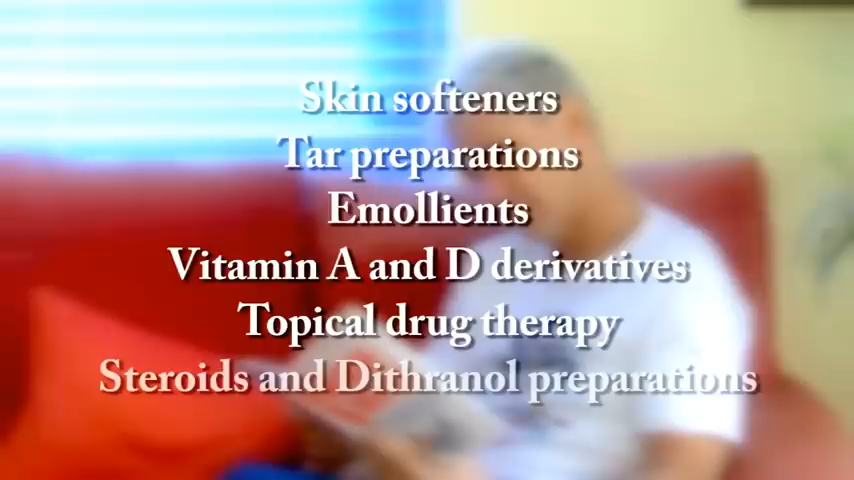 Skin softeners
Tar preparations
Emollients
Vitamin A and D derivatives
Topical drug therapy
Steroids and Dithranol preparations